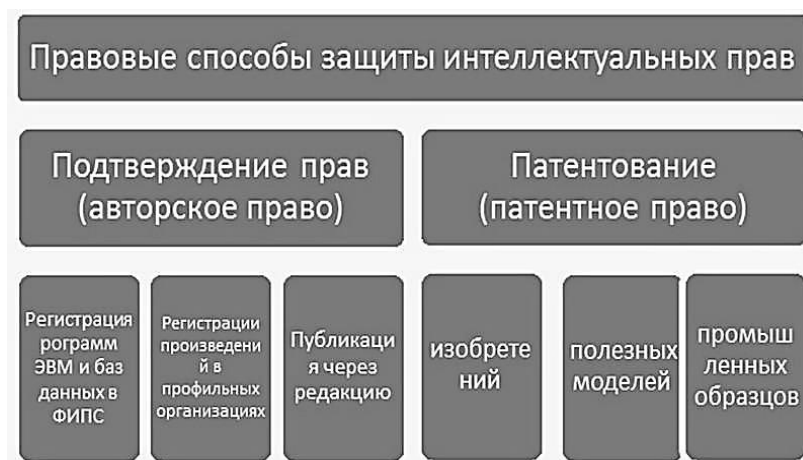 Правовые способы защиты интеллектуальных прав
Подтверждение прав
(авторское право)
Патентование
(патентное право)
Регистрация
рограмм
ЭВМ и баз
данных в
ФИПС
Регистрации
произведени
й в
профильных
организациях
Публикаци
я через
редакцию
изобрете
ний
полезных
моделей
промыш
ленных
образцов